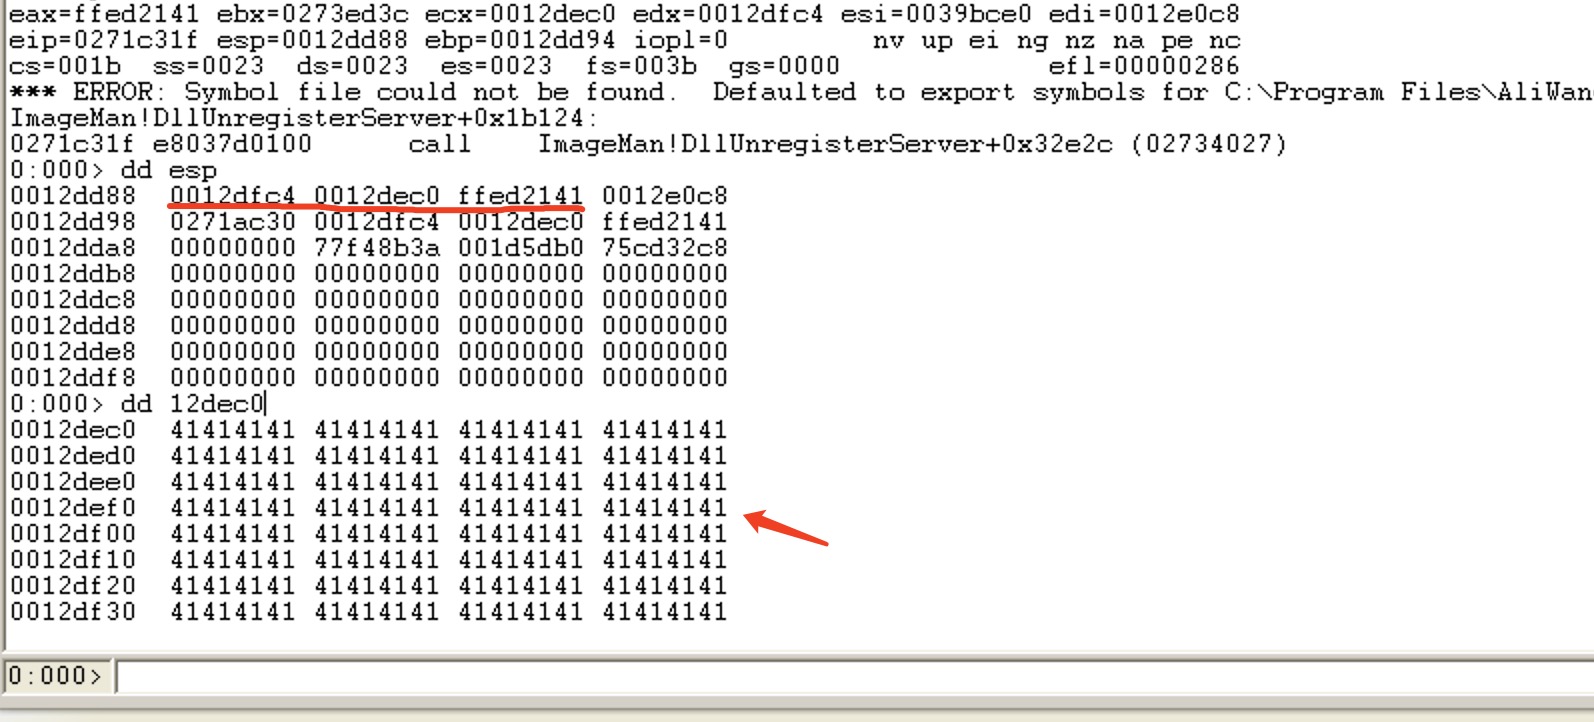 eax=ffed2141 ebx=0273ed3c ecx=0012dec0 edx=0012dfc4 esi=0039bce0 edi=0012e0c8
eip=0271c31f esp=0012dd88 ebp=0012dd94 iopl=0         nv up ei ng nz na pe nc
cs=001b  ss=0023  ds=0023  es=0023  fs=003b  gs=0000             efl=00000286
*** ERROR: Symbol file could not be found.  Defaulted to export symbols for C:\Program Files\AliWan
ImageMan!DllUnregisterServer+0x1b124:
0271c31f e8037d0100      call    ImageMan!DllUnregisterServer+0x32e2c (02734027)
0:000> dd esp
0012dd88  0012dfc4 0012dec0 ffed2141 0012e0c8
0012dd98  0271ac30 0012dfc4 0012dec0 ffed2141
0012dda8  00000000 77f48b3a 001d5db0 75cd32c8
0012ddb8  00000000 00000000 00000000 00000000
0012ddc8  00000000 00000000 00000000 00000000
0012ddd8  00000000 00000000 00000000 00000000
0012dde8  00000000 00000000 00000000 00000000
0012ddf8  00000000 00000000 00000000 00000000
0:000> dd 12dec0
0012dec0  41414141 41414141 41414141 41414141
0012ded0  41414141 41414141 41414141 41414141
0012dee0  41414141 41414141 41414141 41414141
0012def0  41414141 41414141 41414141 41414141
0012df00  41414141 41414141 41414141 41414141
0012df10  41414141 41414141 41414141 41414141
0012df20  41414141 41414141 41414141 41414141
0012df30  41414141 41414141 41414141 41414141
0:000>